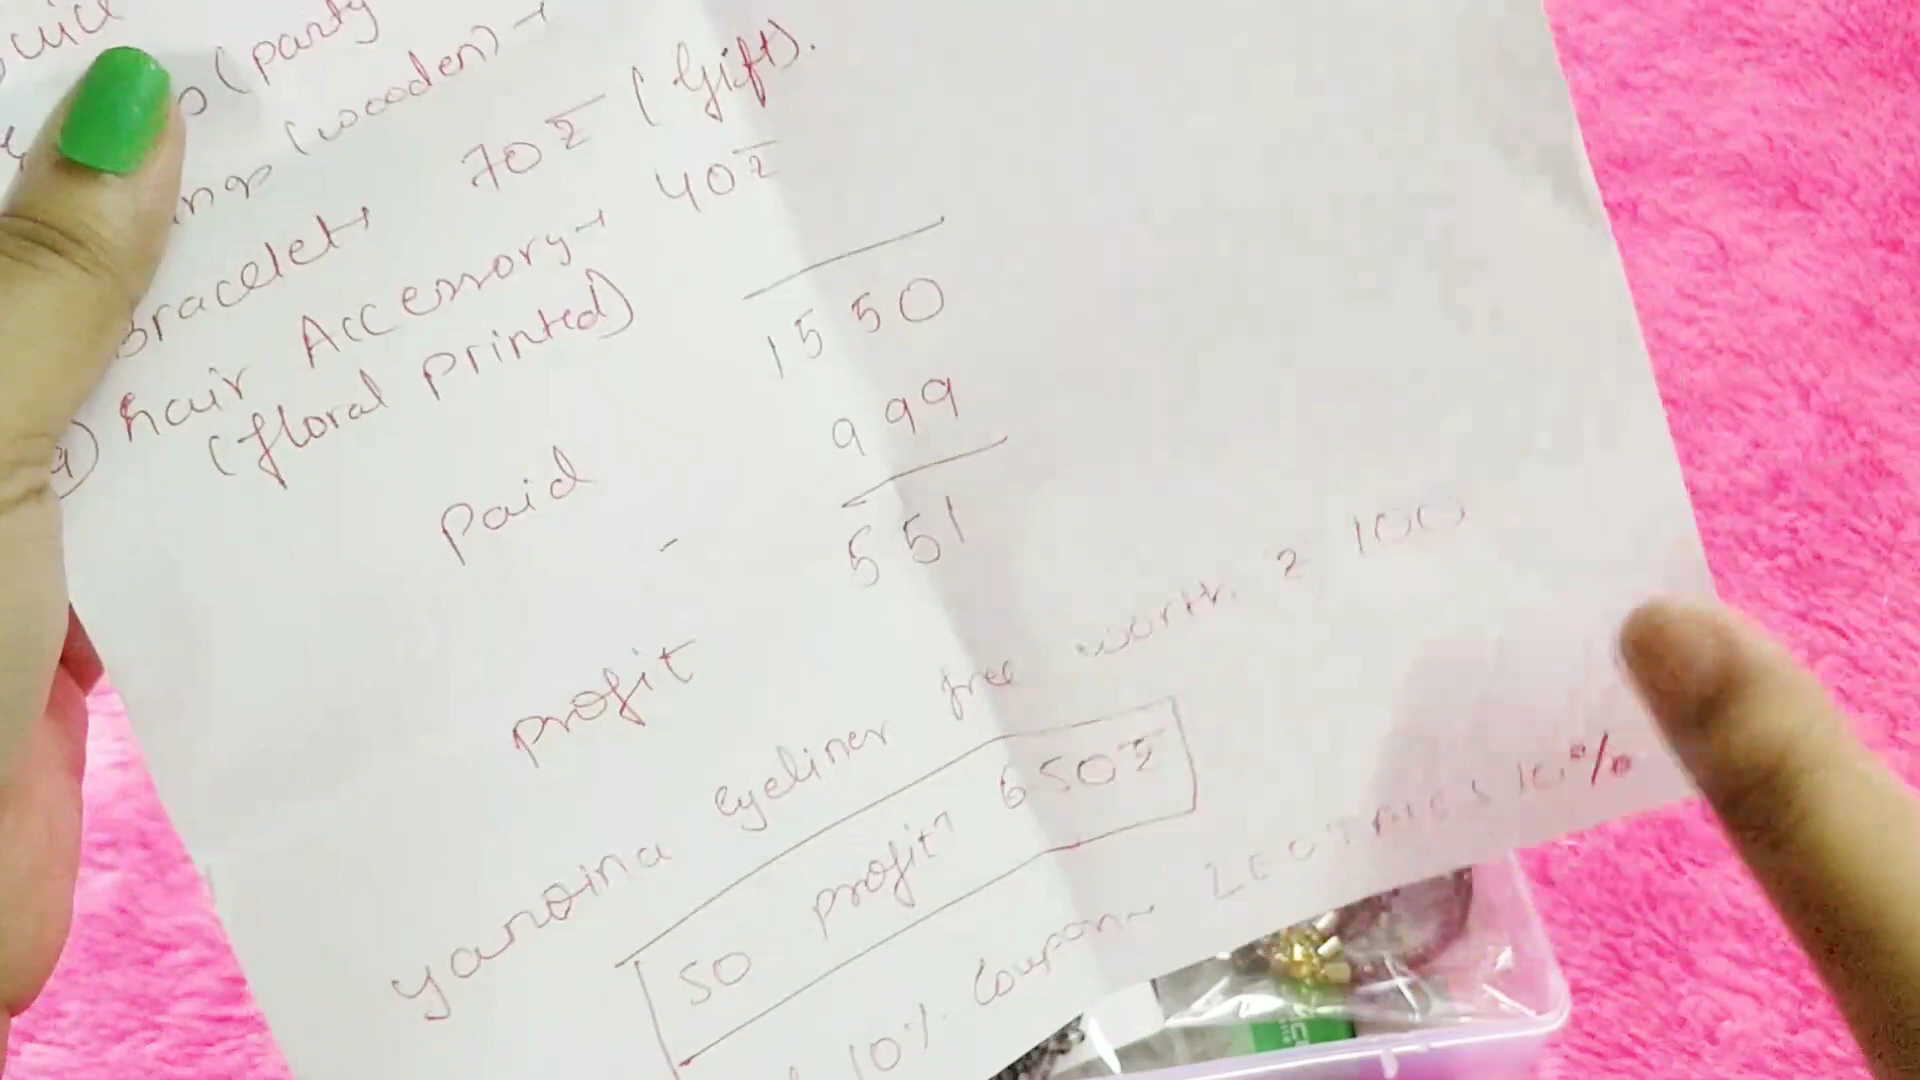 (party
(wooden) →
Bracelet → 70₹ (Gift).
9) hair Accessory → 40₹
(floral printed)
1550
Paid - 999
551
profit
eyeliner free worth ₹ 100
SO profit 650₹
10% Coupon